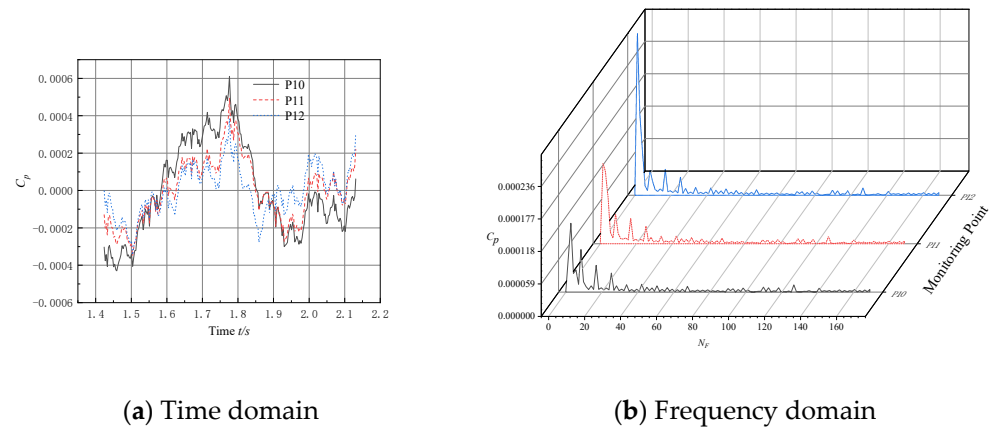 0.0006
0.0004
0.0002
0.0000
−0.0002
−0.0004
−0.0006
Cp
1.4 1.5 1.6 1.7 1.8 1.9 2.0 2.1 2.2
Time t/s
P10
P11
P12
(a) Time domain
0.000236
0.000177
0.000118
0.000059
0.000000
Cp
0 20 40 60 80 100 120 140 160
NF
P12
P11
P10
Monitoring Point
(b) Frequency domain